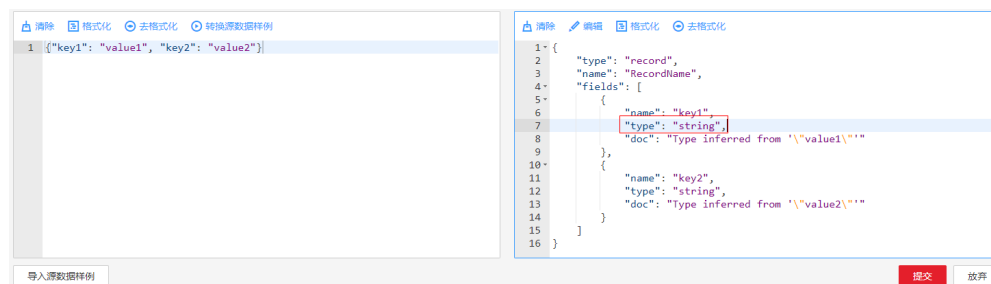 清除 格式化 去格式化 转换源数据样例
1 {"key1": "value1", "key2": "value2"}
导入源数据样例
清除 编辑 格式化 去格式化
1 {
2 "type": "record",
3 "name": "RecordName",
4 "fields": [
5 {
6 "name": "key1",
7 "type": "string",
8 "doc": "Type inferred from '\"value1\"'"
9 },
10 {
11 "name": "key2",
12 "type": "string",
13 "doc": "Type inferred from '\"value2\"'"
14 }
15 ]
16 }
提交 放弃